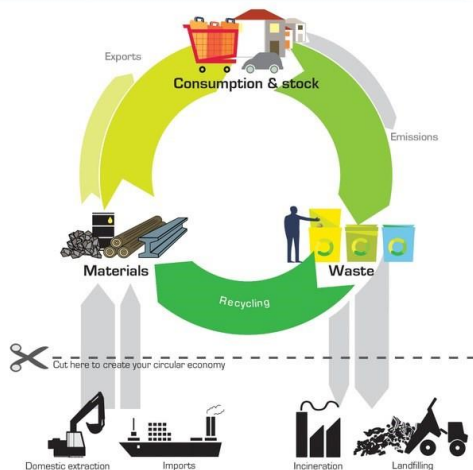 Exports
Consumption & stock
Emissions
Materials
Waste
Recycling
Cut here to create your circular economy
Domestic extraction
Imports
Incineration
Landfilling